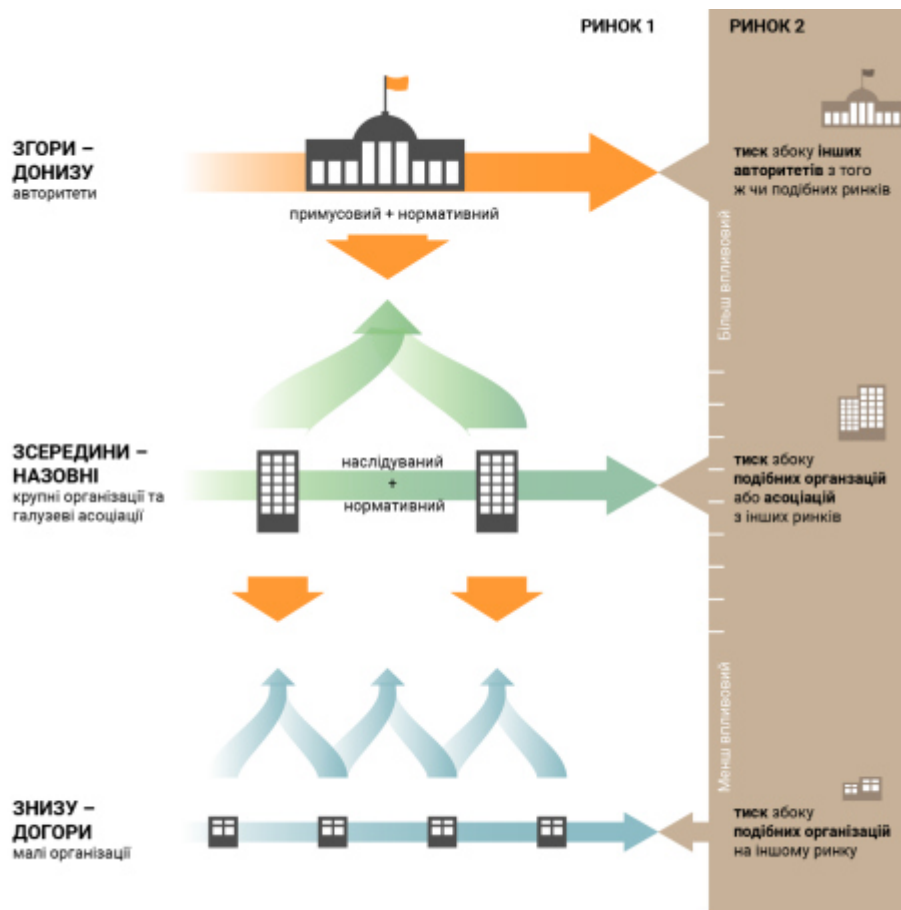 РИНОК 1
РИНОК 2
ЗГОРИ –
ДОНИЗУ
авторитети
примусовий + нормативний
тиск збоку інших
авторитетів з того
ж чи подібних ринків
Більш впливовий
ЗСЕРЕДИНИ –
НАЗОВНІ
крупні організації та
галузеві асоціації
наслідуваний
+
нормативний
тиск збоку
подібних органзацій
або асоціацій
з інших ринків
Менш впливовий
ЗНИЗУ –
ДОГОРИ
малі організації
тиск збоку
подібних організацій
на іншому ринку